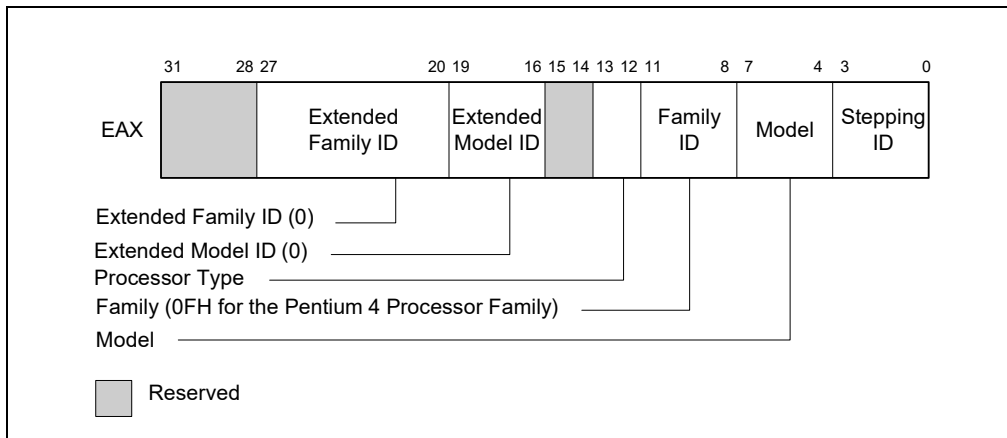 31 28 27 20 19 16 15 14 13 12 11 8 7 4 3 0
EAX
Extended Family ID
Extended Model ID
Family ID
Model
Stepping ID
Extended Family ID (0)
Extended Model ID (0)
Processor Type
Family (0FH for the Pentium 4 Processor Family)
Model
Reserved